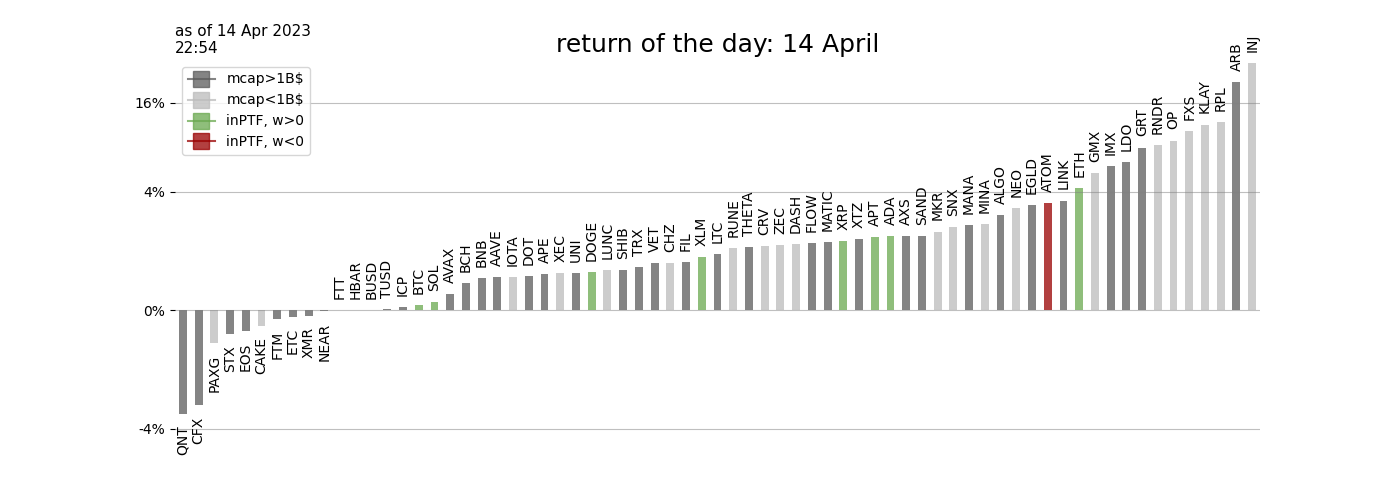 as of 14 Apr 2023
22:54
return of the day: 14 April
mcap>1B$
mcap<1B$
inPTF, w>0
inPTF, w<0
16%
4%
0%
-4%
QNT
CFX
PAXG
STX
EOS
CAKE
FTM
ETC
XMR
NEAR
FTT
HBAR
BUSD
TUSD
ICP
BTC
SOL
AVAX
BCH
BNB
AAVE
IOTA
DOT
APE
XEC
UNI
DOGE
LUNC
SHIB
TRX
VET
CHZ
FIL
XLM
LTC
RUNE
THETA
CRV
ZEC
DASH
FLOW
MATIC
XRP
XTZ
APT
ADA
AXS
SAND
MKR
SNX
MANA
MINA
ALGO
NEO
EGLD
ATOM
LINK
ETH
GMX
IMX
LDO
GRT
RNDR
OP
FXS
KLAY
RPL
ARB
INJ